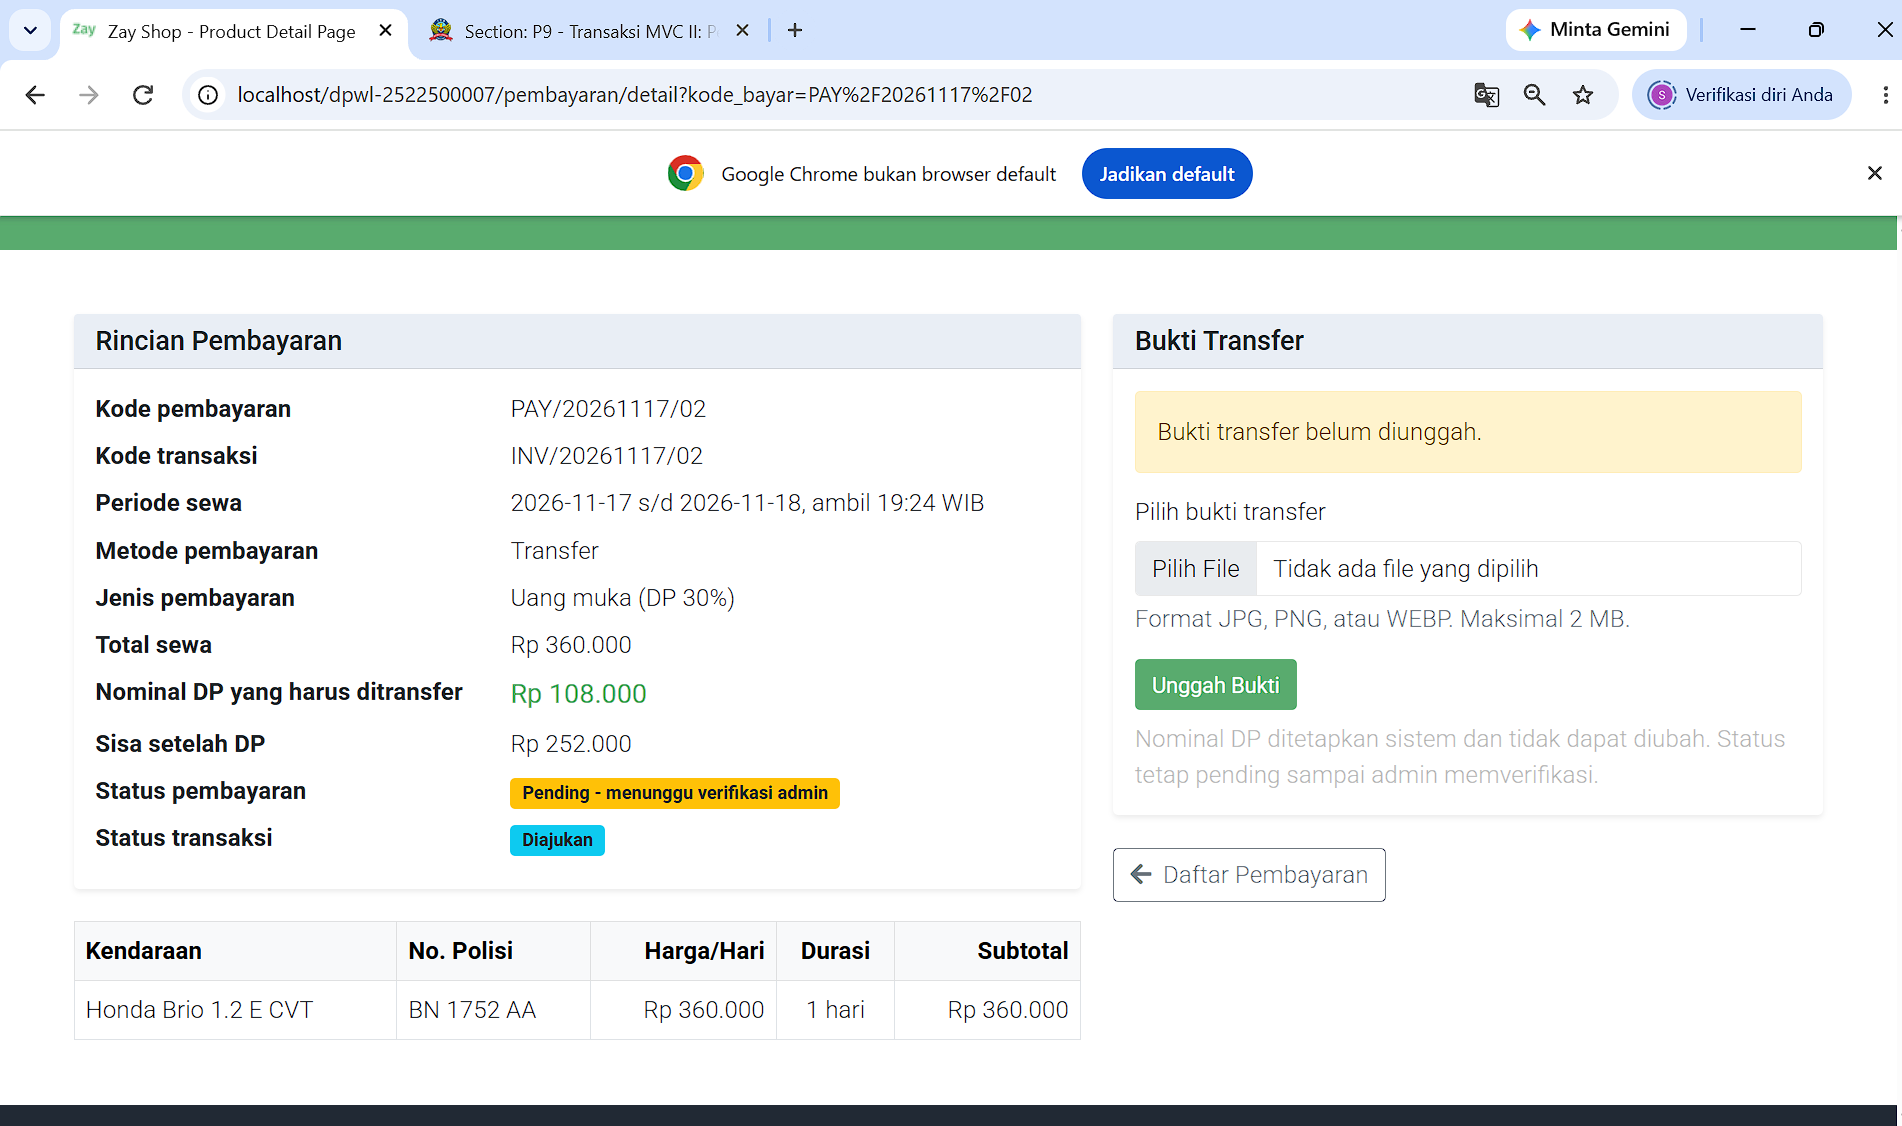 Zay Zay Shop - Product Detail Page
Section: P9 - Transaksi MVC II: P
Minta Gemini
localhost/dpwl-2522500007/pembayaran/detail?kode_bayar=PAY%2F20261117%2F02
S Verifikasi diri Anda
Google Chrome bukan browser default
Jadikan default
Rincian Pembayaran
Kode pembayaran PAY/20261117/02
Kode transaksi INV/20261117/02
Periode sewa 2026-11-17 s/d 2026-11-18, ambil 19:24 WIB
Metode pembayaran Transfer
Jenis pembayaran Uang muka (DP 30%)
Total sewa Rp 360.000
Nominal DP yang harus ditransfer Rp 108.000
Sisa setelah DP Rp 252.000
Status pembayaran Pending - menunggu verifikasi admin
Status transaksi Diajukan
Kendaraan No. Polisi Harga/Hari Durasi Subtotal
Honda Brio 1.2 E CVT BN 1752 AA Rp 360.000 1 hari Rp 360.000
Bukti Transfer
Bukti transfer belum diunggah.
Pilih bukti transfer
Pilih File Tidak ada file yang dipilih
Format JPG, PNG, atau WEBP. Maksimal 2 MB.
Unggah Bukti
Nominal DP ditetapkan sistem dan tidak dapat diubah. Status
tetap pending sampai admin memverifikasi.
Daftar Pembayaran